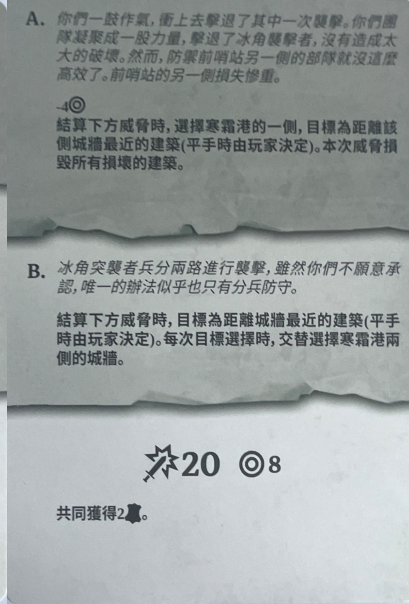 A. 你們一鼓作氣,衝上去擊退了其中一次襲擊。你們團
隊凝聚成一股力量,擊退了冰角襲擊者,沒有造成太
大的破壞。然而,防禦前哨站另一側的部隊就沒這麼
高效了。前哨站的另一側損失慘重。
-4
結算下方威脅時,選擇寒霜港的一側,目標為距離該
側城牆最近的建築(平手時由玩家決定)。本次威脅損
毀所有損壞的建築。
B. 冰角突襲者兵分兩路進行襲擊,雖然你們不願意承
認,唯一的辦法似乎也只有分兵防守。
結算下方威脅時,目標為距離城牆最近的建築(平手
時由玩家決定)。每次目標選擇時,交替選擇寒霜港兩
側的城牆。
20 8
共同獲得2。